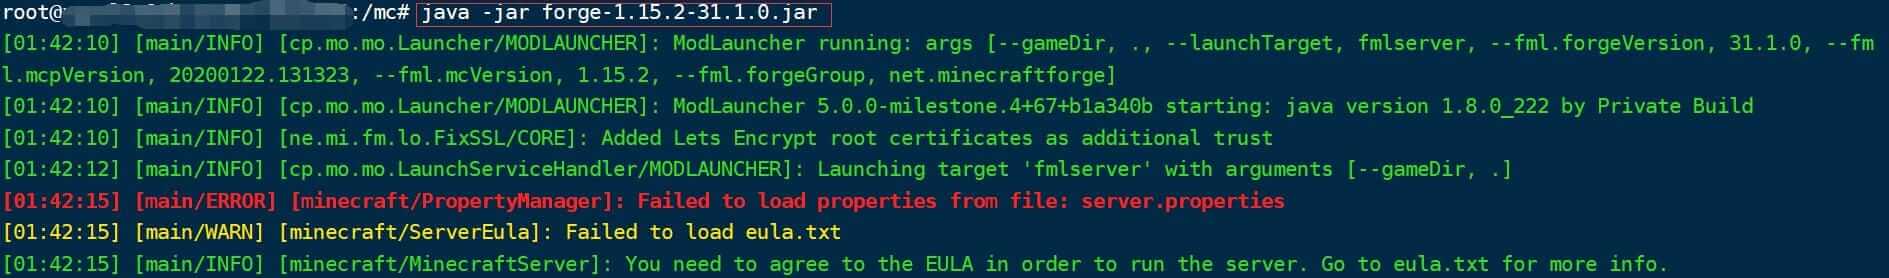 root@ :/mc# java -jar forge-1.15.2-31.1.0.jar
[01:42:10] [main/INFO] [cp.mo.mo.Launcher/MODLAUNCHER]: ModLauncher running: args [--gameDir, ., --launchTarget, fmlserver, --fml.forgeVersion, 31.1.0, --fm
l.mcpVersion, 20200122.131323, --fml.mcVersion, 1.15.2, --fml.forgeGroup, net.minecraftforge]
[01:42:10] [main/INFO] [cp.mo.mo.Launcher/MODLAUNCHER]: ModLauncher 5.0.0-milestone.4+67+b1a340b starting: java version 1.8.0_222 by Private Build
[01:42:10] [main/INFO] [ne.mi.fm.lo.FixSSL/CORE]: Added Lets Encrypt root certificates as additional trust
[01:42:12] [main/INFO] [cp.mo.mo.LaunchServiceHandler/MODLAUNCHER]: Launching target 'fmlserver' with arguments [--gameDir, .]
[01:42:15] [main/ERROR] [minecraft/PropertyManager]: Failed to load properties from file: server.properties
[01:42:15] [main/WARN] [minecraft/ServerEula]: Failed to load eula.txt
[01:42:15] [main/INFO] [minecraft/MinecraftServer]: You need to agree to the EULA in order to run the server. Go to eula.txt for more info.